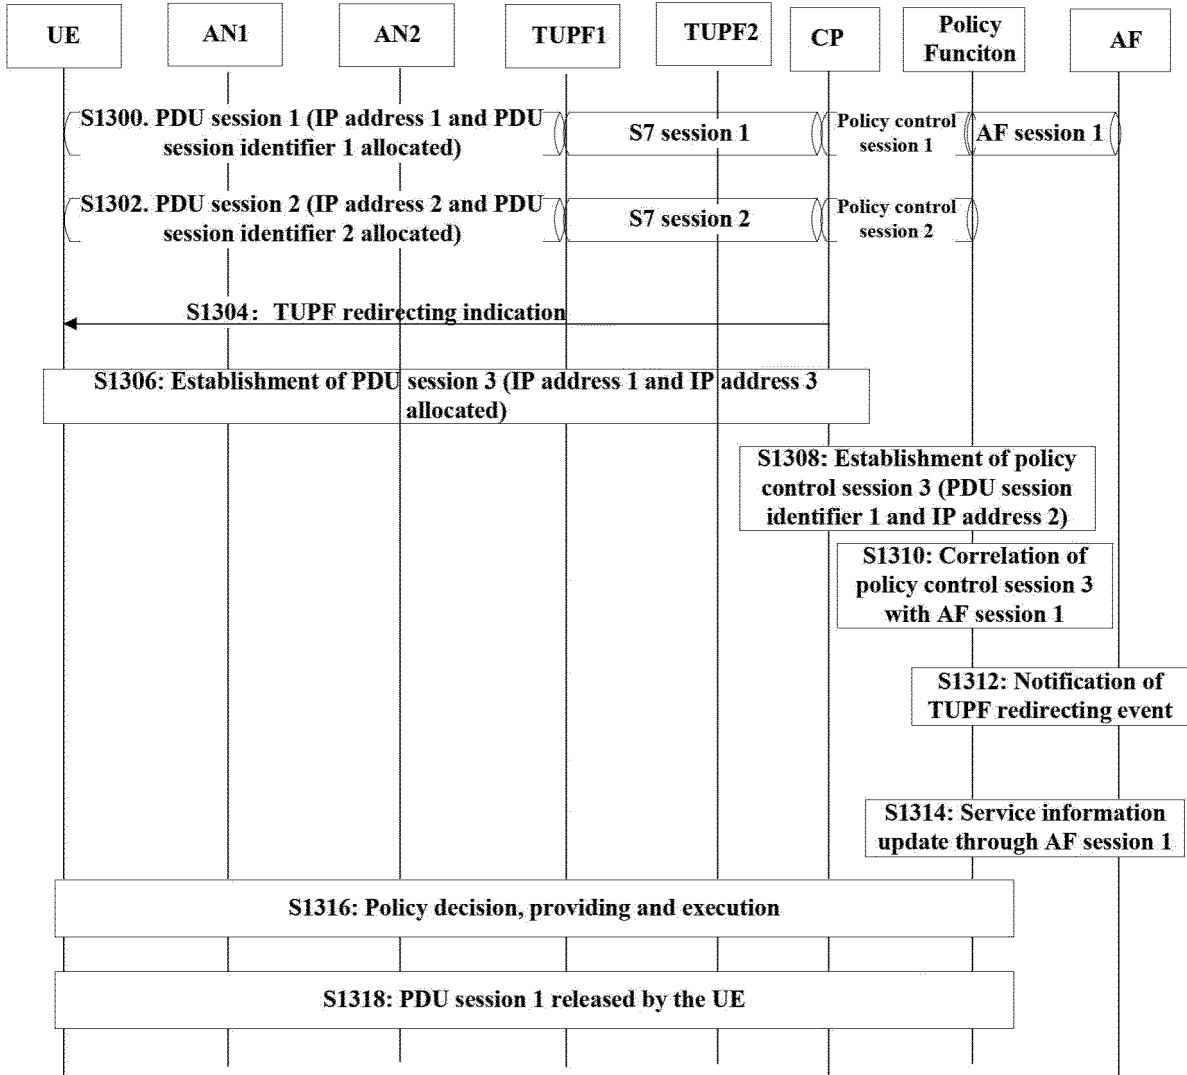 UE
AN1
AN2
TUPF1
TUPF2
CP
Policy
Funciton
AF
S1300. PDU session 1 (IP address 1 and PDU
session identifier 1 allocated)
S7 session 1
Policy control
session 1
AF session 1
S1302. PDU session 2 (IP address 2 and PDU
session identifier 2 allocated)
S7 session 2
Policy control
session 2
S1304： TUPF redirecting indication
S1306: Establishment of PDU session 3 (IP address 1 and IP address 3
allocated)
S1308: Establishment of policy
control session 3 (PDU session
identifier 1 and IP address 2)
S1310: Correlation of
policy control session 3
with AF session 1
S1312: Notification of
TUPF redirecting event
S1314: Service information
update through AF session 1
S1316: Policy decision, providing and execution
S1318: PDU session 1 released by the UE